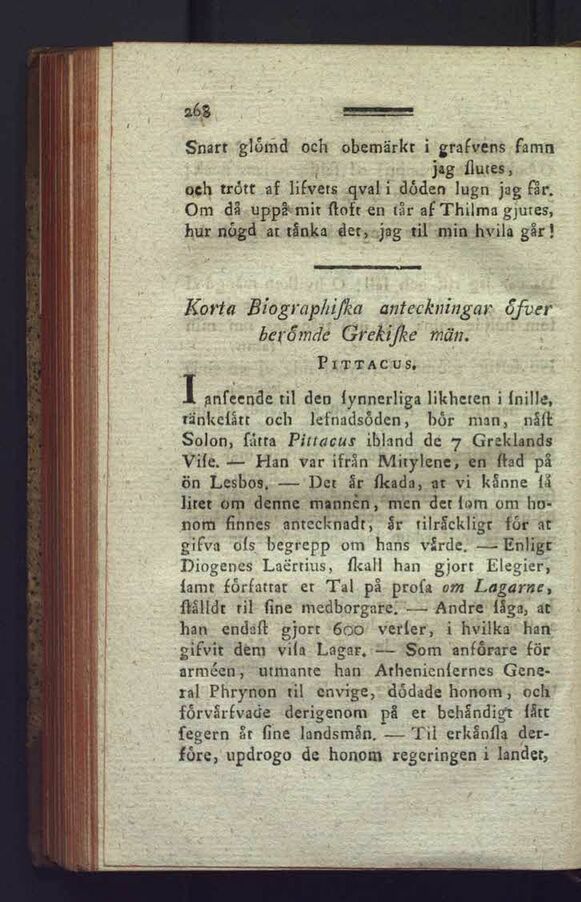 268
Snart glömd och obemärkt i grafvens famn
jag ſlutes,
och trött af lifvets qval i döden lugn jag får.
Om då uppå mit ſtoft en tår af Thilma gjutes,
hur nögd at tänka det, jag til min hvila går!
Korta Biographiſka anteckningar öfver
berömde Grekiſke män.
PITTACUS.
I anſeende til den ſynnerliga likheten i ſnille,
tänkeſätt och lefnadsöden, bör man, näſt
Solon, ſätta Pittacus ibland de 7 Greklands
Viſe. — Han var ifrån Mitylene, en ſtad på
ön Lesbos. — Det är ſkada, at vi känne ſå
litet om denne mannen, men det ſom om ho-
nom finnes antecknadt, är tilräckligt för at
gifva oſs begrepp om hans värde. — Enligt
Diogenes Laërtius, ſkall han gjort Elegier,
ſamt författat et Tal på proſa om Lagarne,
ſtälldt til ſine medborgare. — Andre ſäga, at
han endaſt gjort 600 verſer, i hvilka han
gifvit dem viſa Lagar. — Som anförare för
arméen, utmante han Athenienſernes Gene-
ral Phrynon til envige, dödade honom, och
förvärfvade derigenom på et behändigt ſätt
ſegern åt ſine landsmän. — Til erkänſla der-
före, updrogo de honom regeringen i landet,